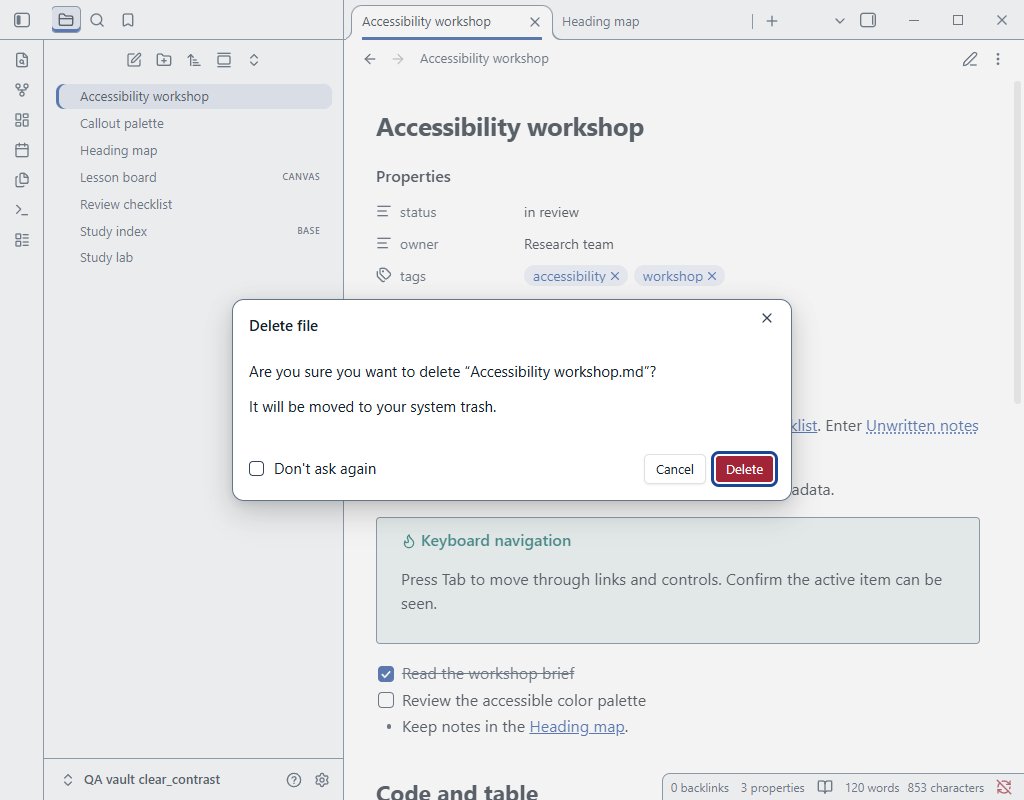 Accessibility workshop
Heading map
Accessibility workshop
Accessibility workshop
Callout palette
Heading map
Lesson board CANVAS
Review checklist
Study index BASE
Study lab
Accessibility workshop
Properties
status in review
owner Research team
tags accessibility workshop
Delete file
Are you sure you want to delete “Accessibility workshop.md”?
It will be moved to your system trash.
klist. Enter Unwritten notes
Don't ask again
Cancel
Delete
adata.
Keyboard navigation
Press Tab to move through links and controls. Confirm the active item can be
seen.
Read the workshop brief
Review the accessible color palette
• Keep notes in the Heading map.
Code and table
QA vault clear_contrast
0 backlinks 3 properties 120 words 853 characters